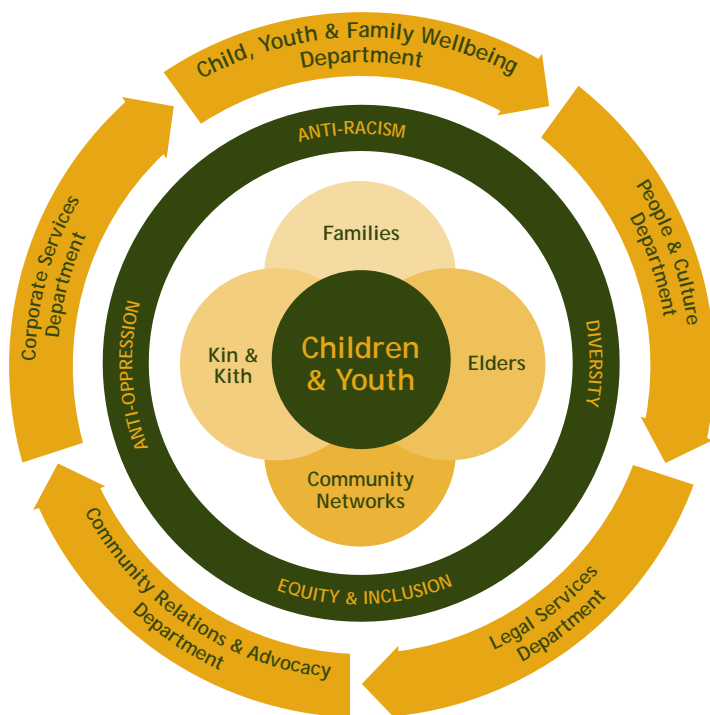 Child, Youth & Family Wellbeing
Department
People & Culture
Department
Legal Services
Department
Community Relations & Advocacy
Department
Corporate Services
Department
ANTI-RACISM
DIVERSITY
EQUITY & INCLUSION
ANTI-OPPRESSION
Families
Elders
Community
Networks
Kin &
Kith
Children
& Youth